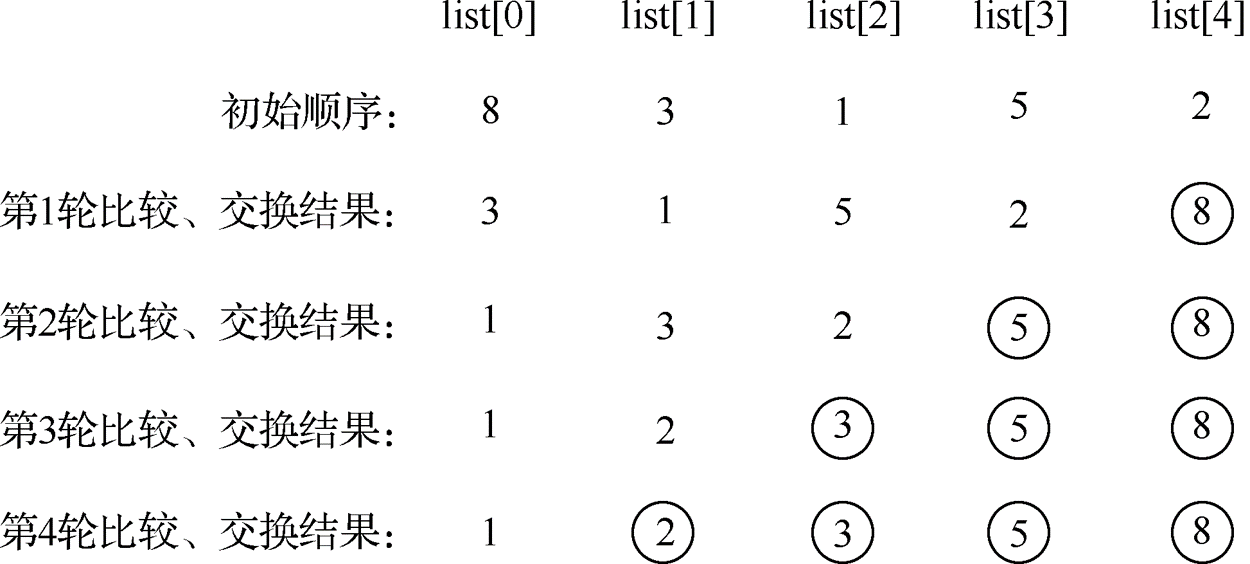 list[0] list[1] list[2] list[3] list[4]
初始顺序: 8 3 1 5 2
第1轮比较、交换结果: 3 1 5 2 8
第2轮比较、交换结果: 1 3 2 5 8
第3轮比较、交换结果: 1 2 3 5 8
第4轮比较、交换结果: 1 2 3 5 8